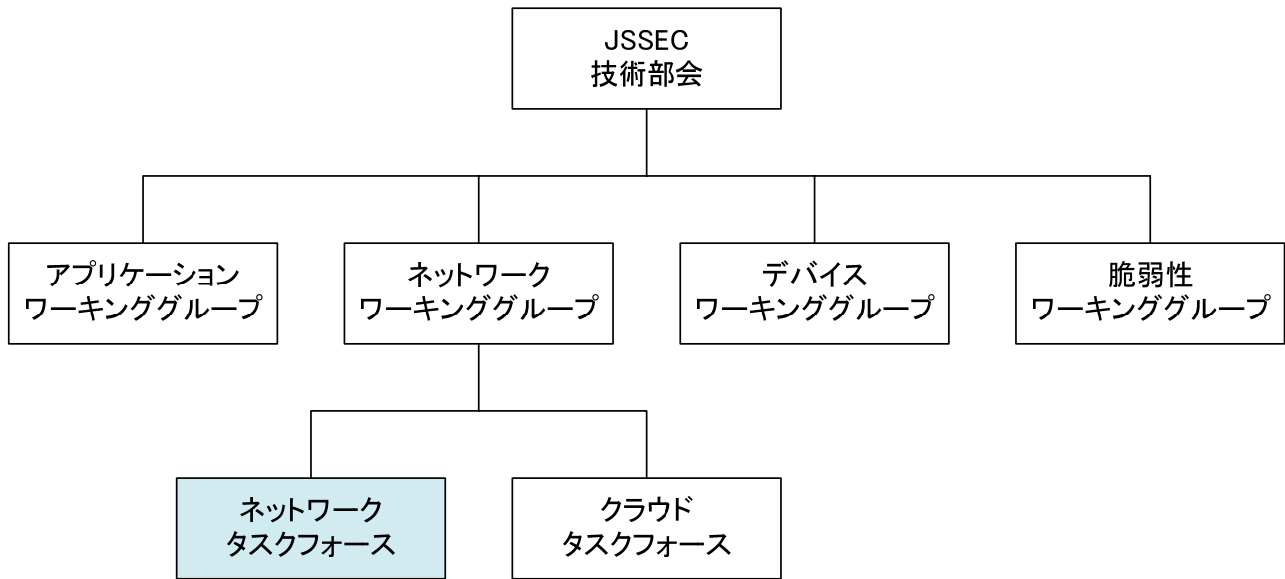 JSSEC
技術部会
アプリケーション
ワーキンググループ
ネットワーク
ワーキンググループ
デバイス
ワーキンググループ
脆弱性
ワーキンググループ
ネットワーク
タスクフォース
クラウド
タスクフォース